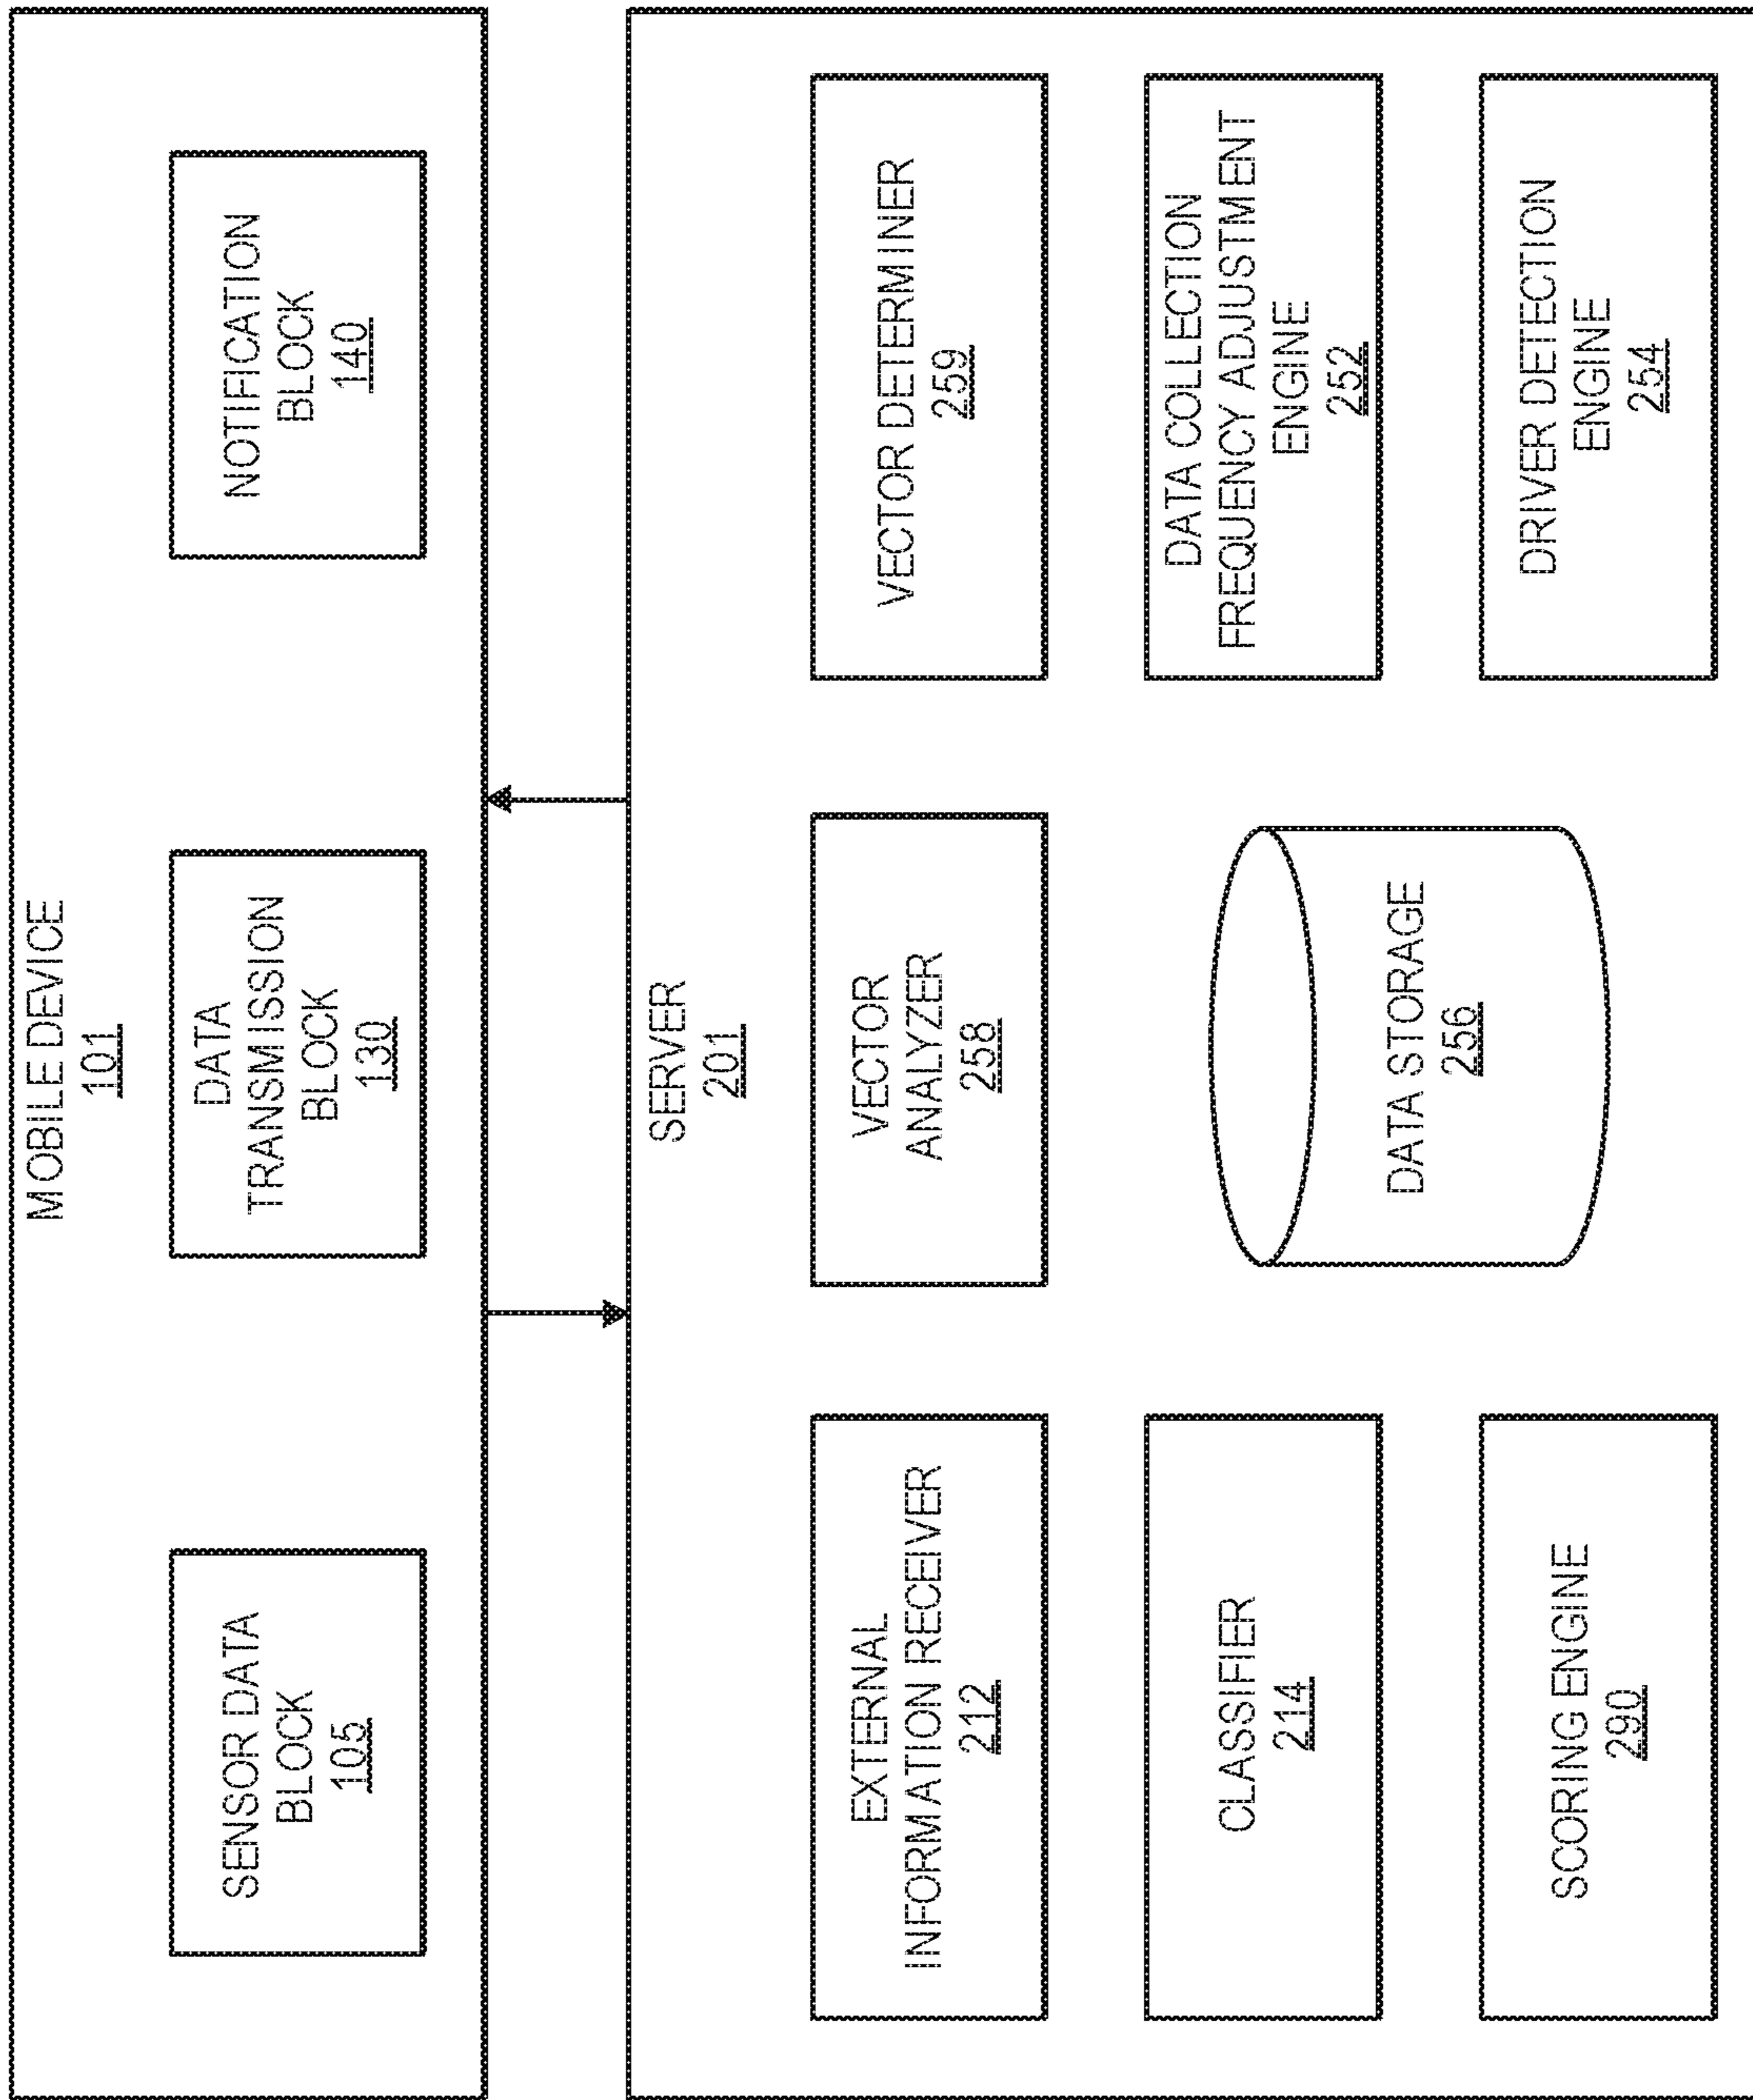 MOBILE DEVICE
101
SENSOR DATA
BLOCK
105
DATA
TRANSMISSION
BLOCK
130
NOTIFICATION
BLOCK
140
SERVER
201
EXTERNAL
INFORMATION RECEIVER
212
VECTOR
ANALYZER
258
VECTOR DETERMINER
259
CLASSIFIER
214
DATA STORAGE
256
DATA COLLECTION
FREQUENCY ADJUSTMENT
ENGINE
252
SCORING ENGINE
290
DRIVER DETECTION
ENGINE
254